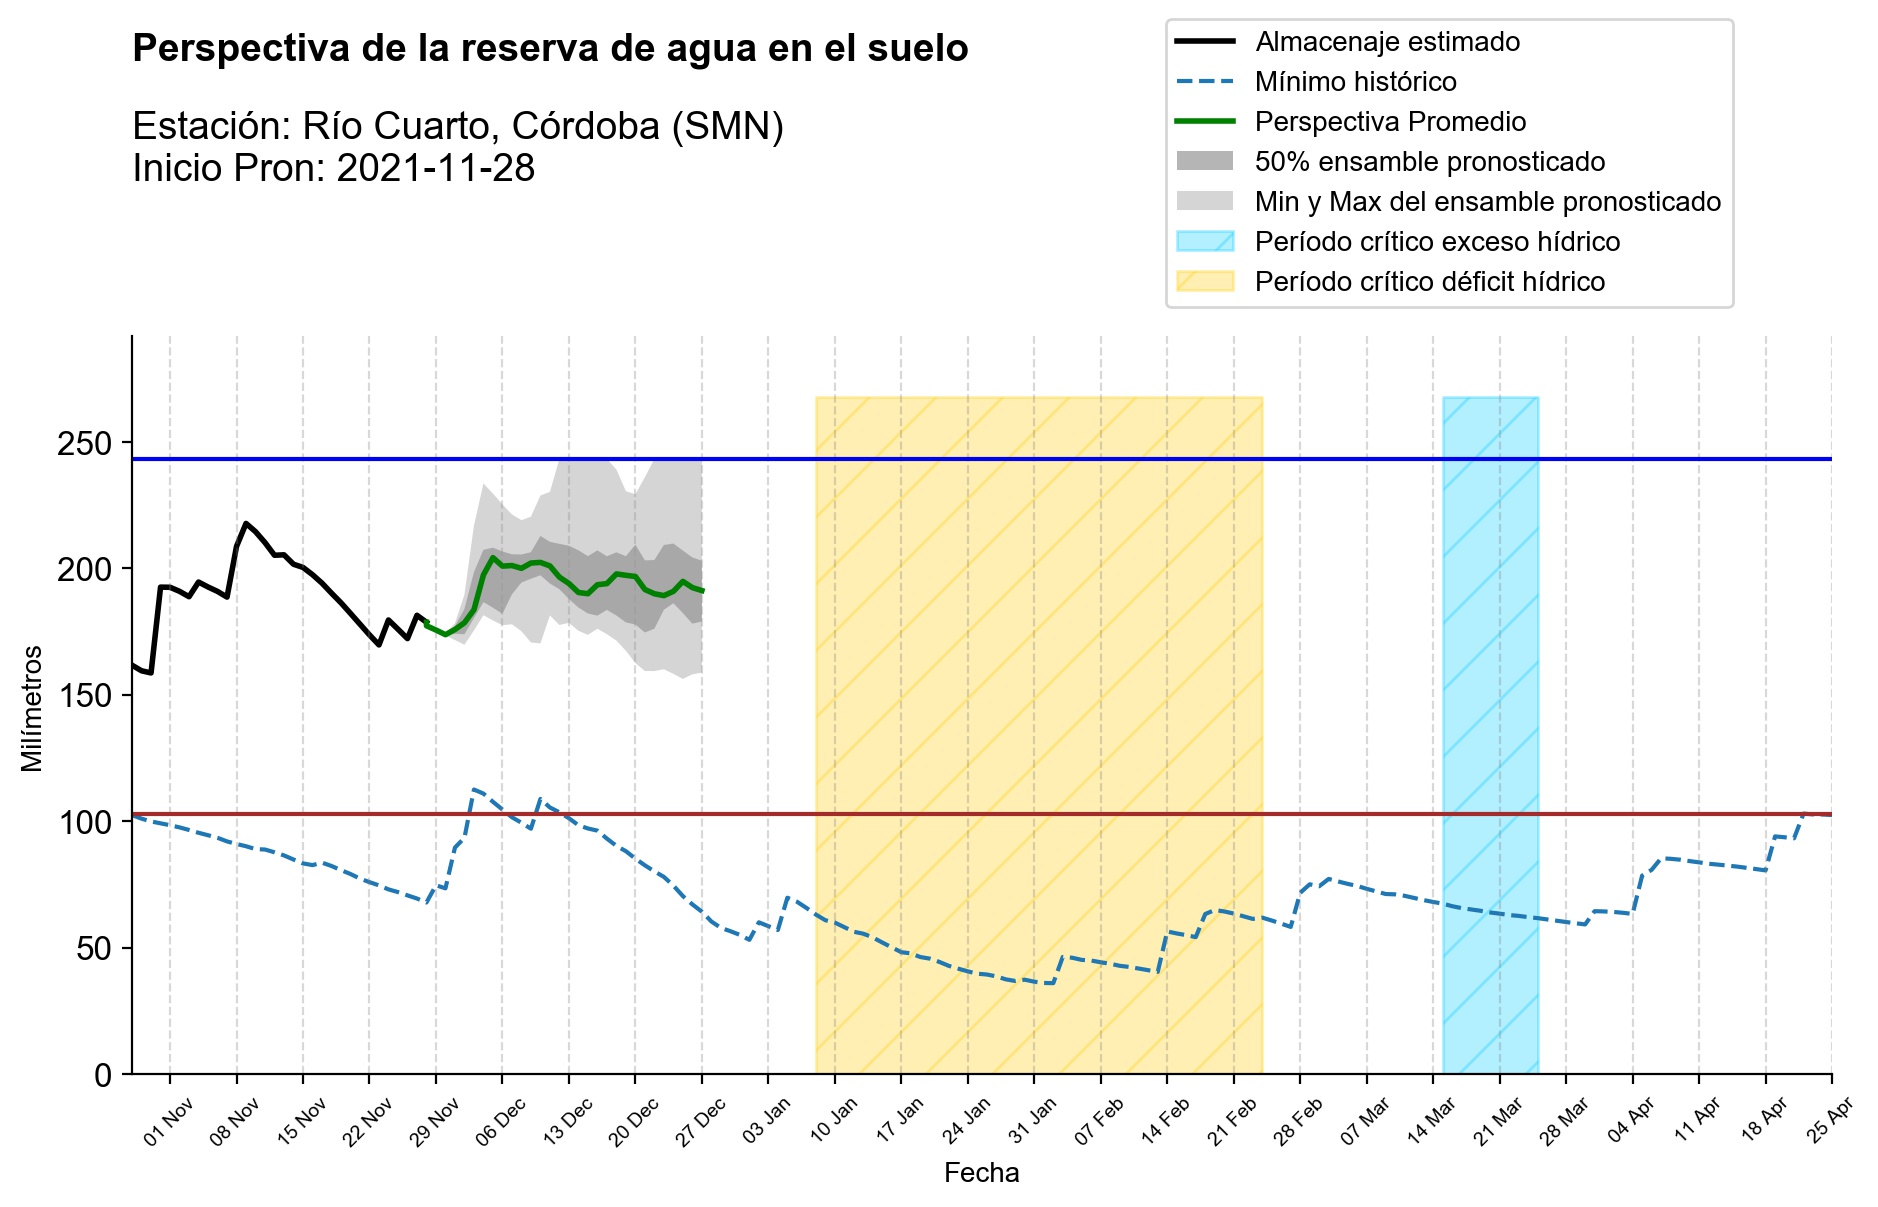 Perspectiva de la reserva de agua en el suelo
Estación: Río Cuarto, Córdoba (SMN)
Inicio Pron: 2021-11-28
Almacenaje estimado
Mínimo histórico
Perspectiva Promedio
50% ensamble pronosticado
Min y Max del ensamble pronosticado
Período crítico exceso hídrico
Período crítico déficit hídrico
Milímetros
250
200
150
100
50
0
01 Nov
08 Nov
15 Nov
22 Nov
29 Nov
06 Dec
13 Dec
20 Dec
27 Dec
03 Jan
10 Jan
17 Jan
24 Jan
31 Jan
07 Feb
14 Feb
21 Feb
28 Feb
07 Mar
14 Mar
21 Mar
28 Mar
04 Apr
11 Apr
18 Apr
25 Apr
Fecha